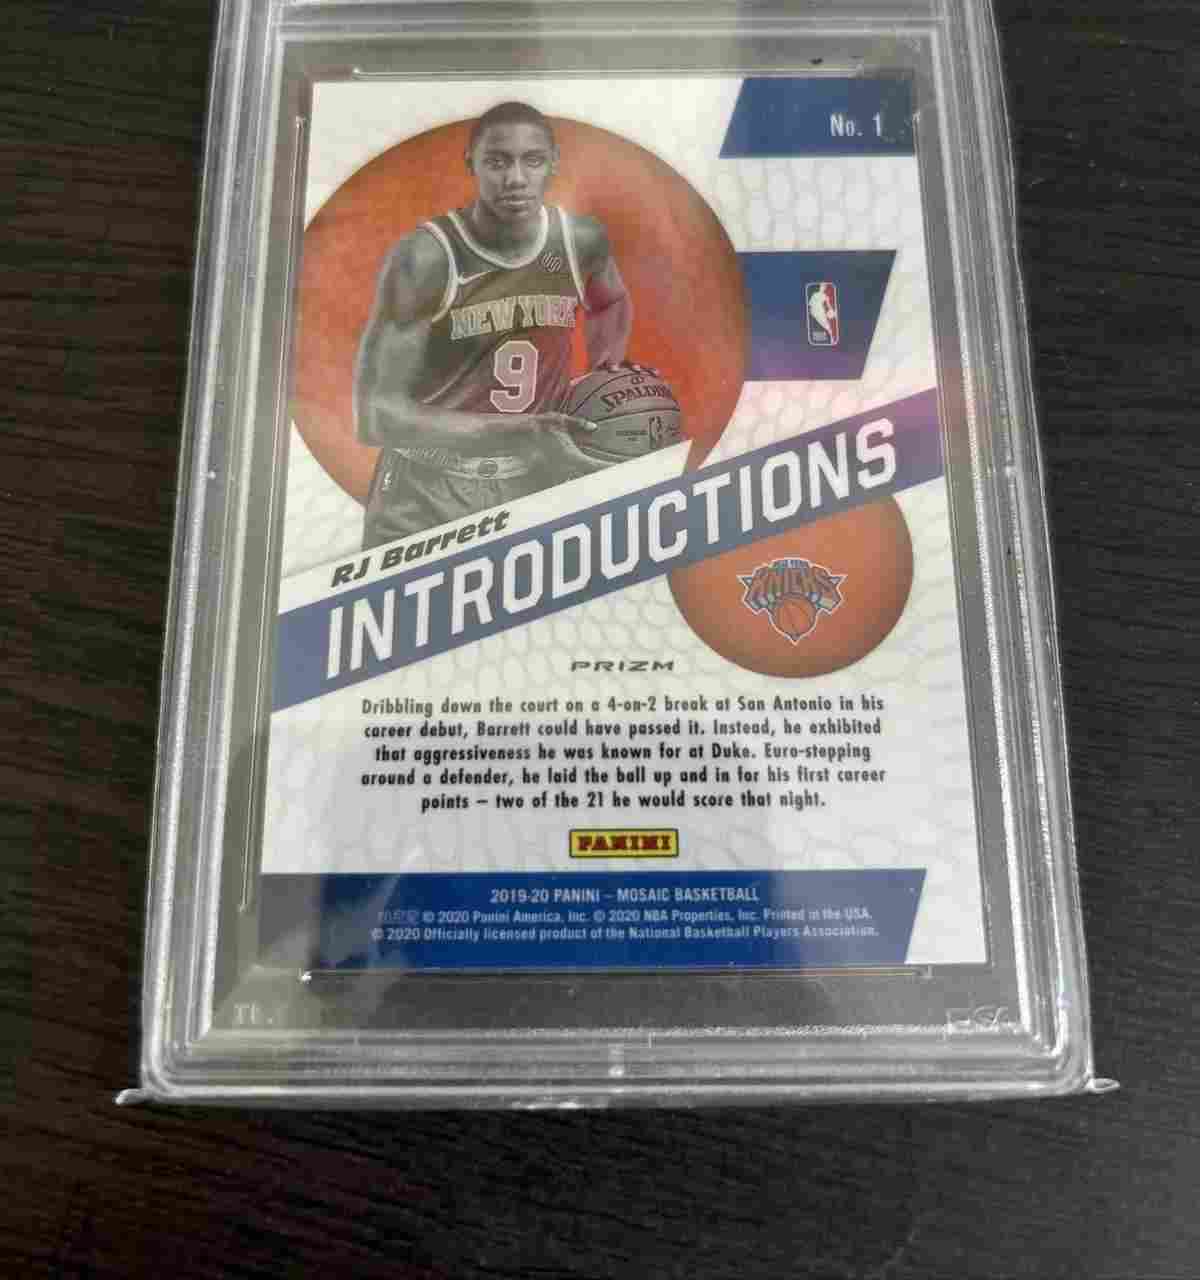 No. 1
NEW YORK
9
SPALDING
RJ Barrett
INTRODUCTIONS
NEW YORK
KNICKS
PRIZM
Dribbling down the court on a 4-on-2 break at San Antonio in his
career debut, Barrett could have passed it. Instead, he exhibited
that aggressiveness he was known for at Duke. Euro-stepping
around a defender, he laid the ball up and in for his first career
points – two of the 21 he would score that night.
PANINI
2019-20 PANINI – MOSAIC BASKETBALL
© 2020 Panini America, Inc. © 2020 NBA Properties, Inc. Printed in the USA.
© 2020 Officially licensed product of the National Basketball Players Association.